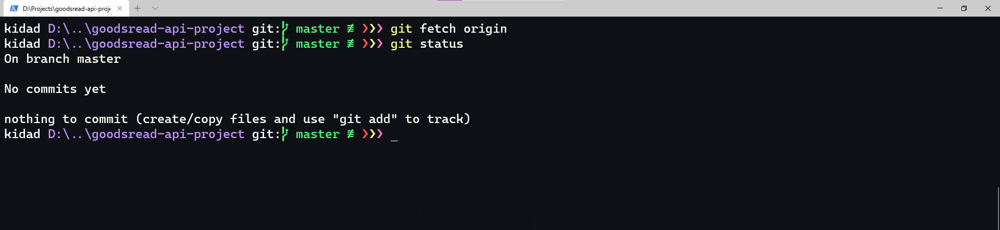 D:\Projects\goodsread-api-proje
kidad D:\..\goodsread-api-project git: master ≢ ❯❯❯ git fetch origin
kidad D:\..\goodsread-api-project git: master ≢ ❯❯❯ git status
On branch master
No commits yet
nothing to commit (create/copy files and use "git add" to track)
kidad D:\..\goodsread-api-project git: master ≢ ❯❯❯ _